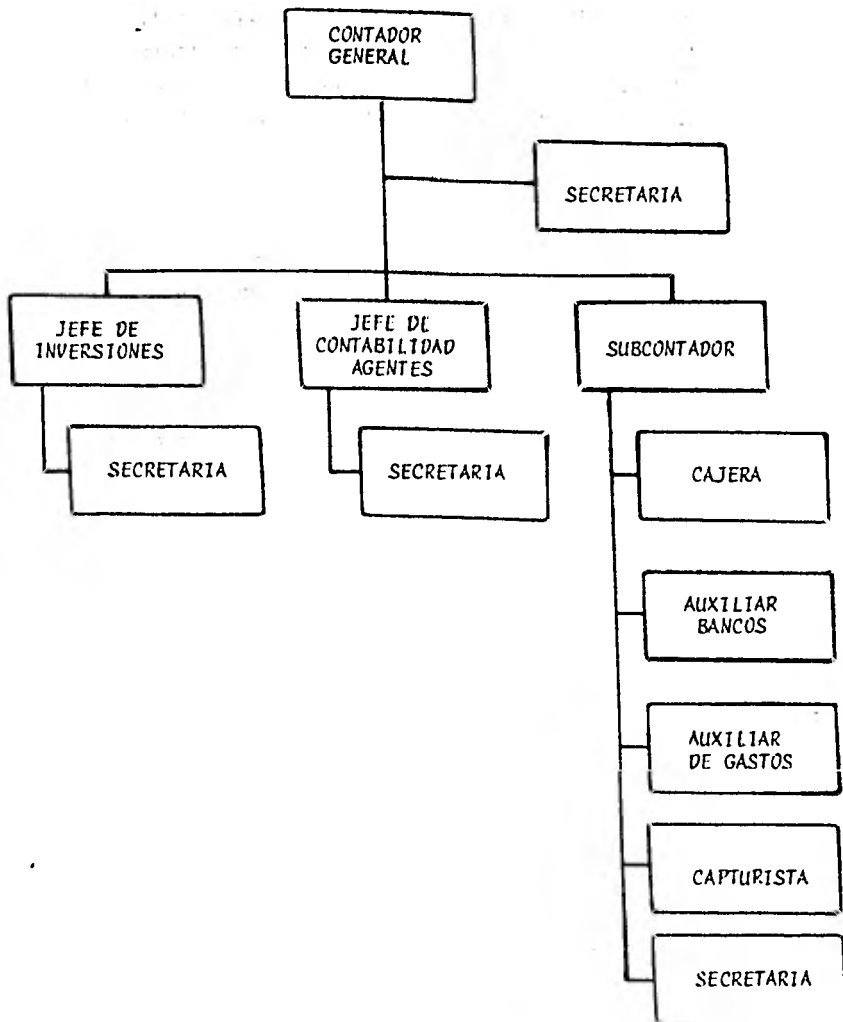 CONTADOR
GENERAL
SECRETARIA
JEFE DE
INVERSIONES
JEFE DE
CONTABILIDAD
AGENTES
SUBCONTADOR
SECRETARIA
SECRETARIA
CAJERA
AUXILIAR
BANCOS
AUXILIAR
DE GASTOS
CAPTURISTA
SECRETARIA